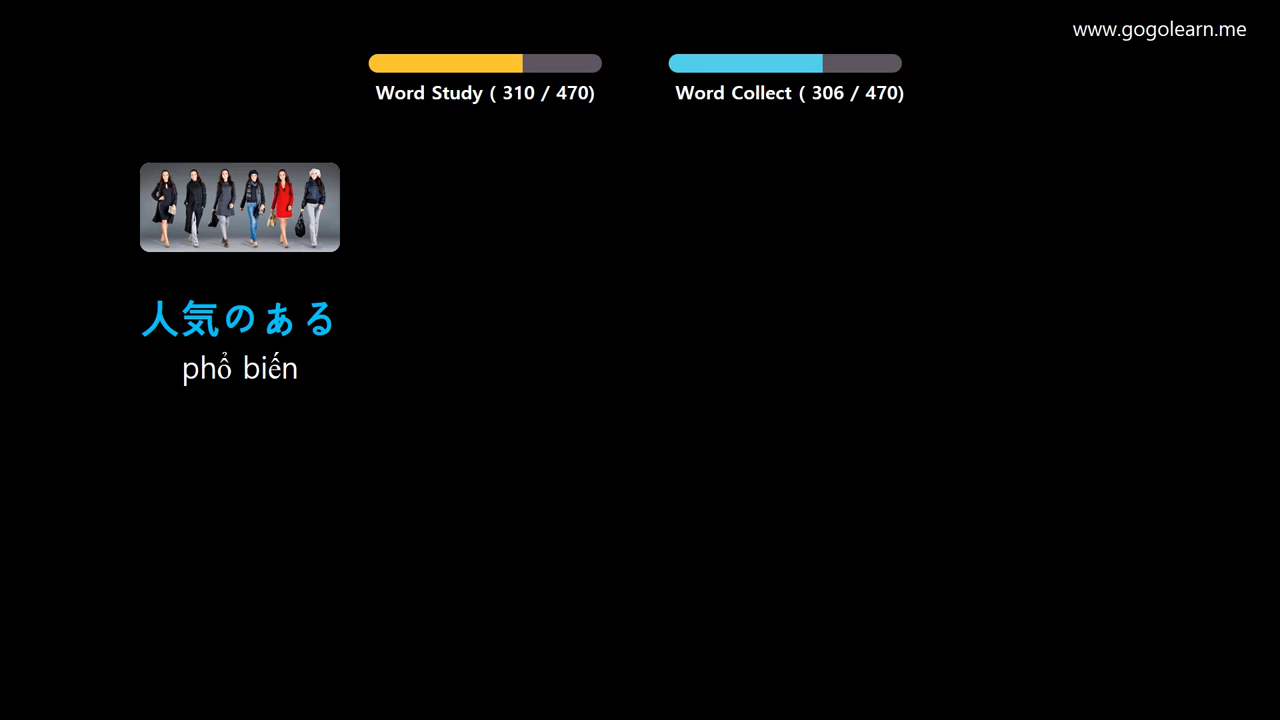 www.gogolearn.me
Word Study ( 310 / 470)
Word Collect ( 306 / 470)
人気のある
phổ biến